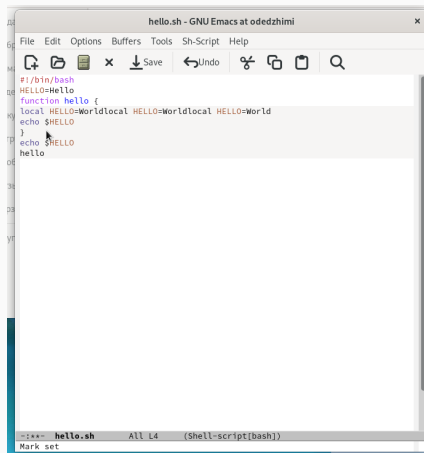 hello.sh - GNU Emacs at odedzhimi
File Edit Options Buffers Tools Sh-Script Help
Save Undo
#!/bin/bash
HELLO=Hello
function hello {
local HELLO=Worldlocal HELLO=Worldlocal HELLO=World
echo $HELLO
}
echo $HELLO
hello
-:**- hello.sh All L4 (Shell-script[bash])
Mark set